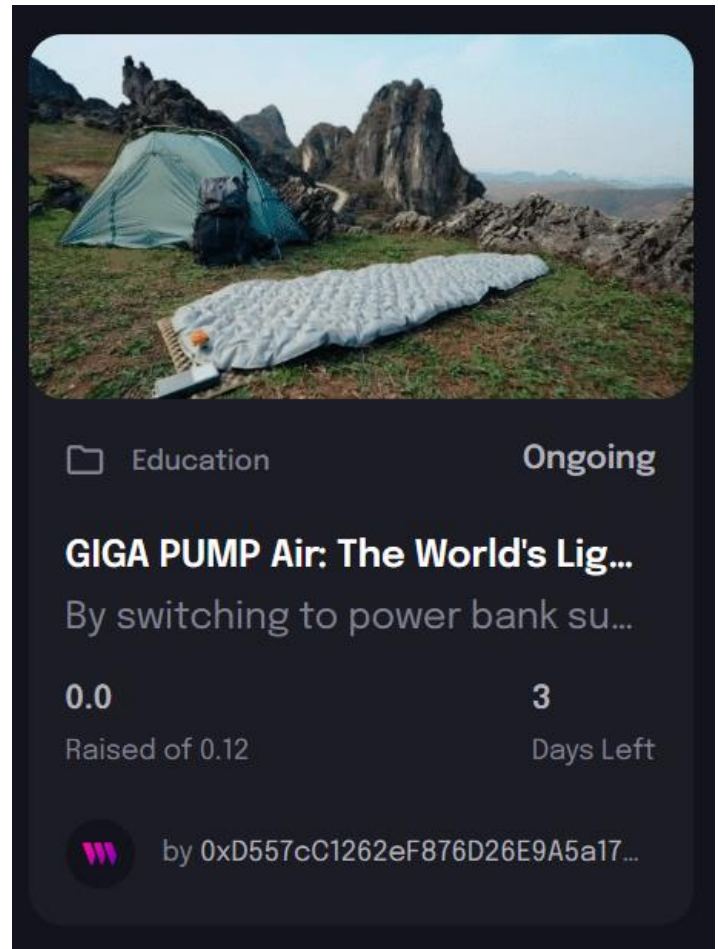 Education
Ongoing
GIGA PUMP Air: The World's Lig...
By switching to power bank su...
0.0
3
Raised of 0.12
Days Left
by 0xD557cC1262eF876D26E9A5a17...